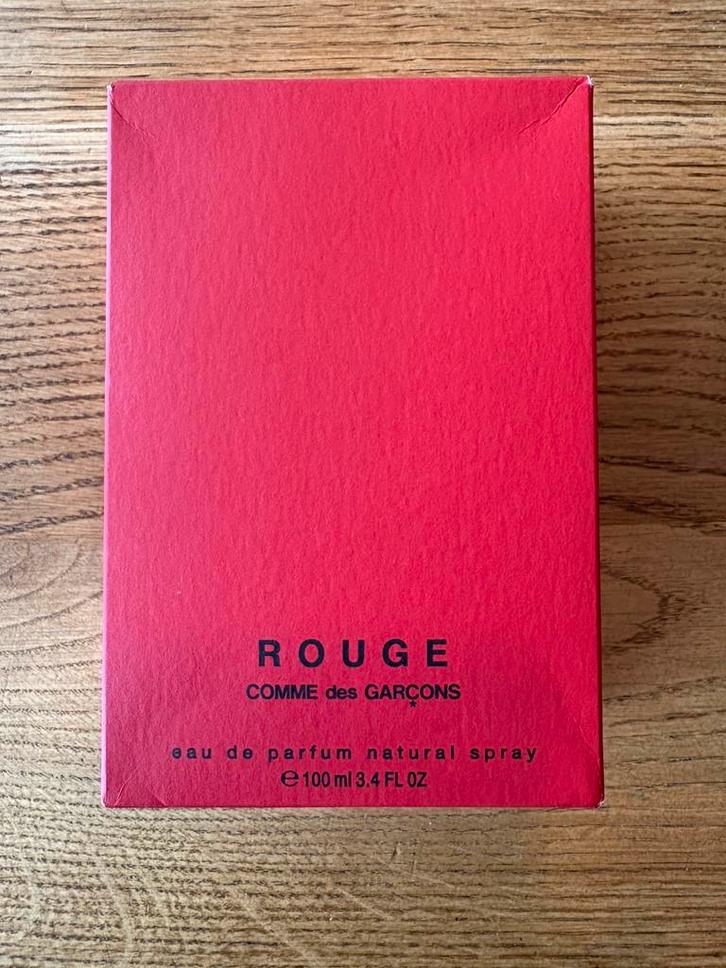 ROUGE
COMME des GARÇONS
eau de parfum natural spray
℮ 100 ml 3.4 FL OZ